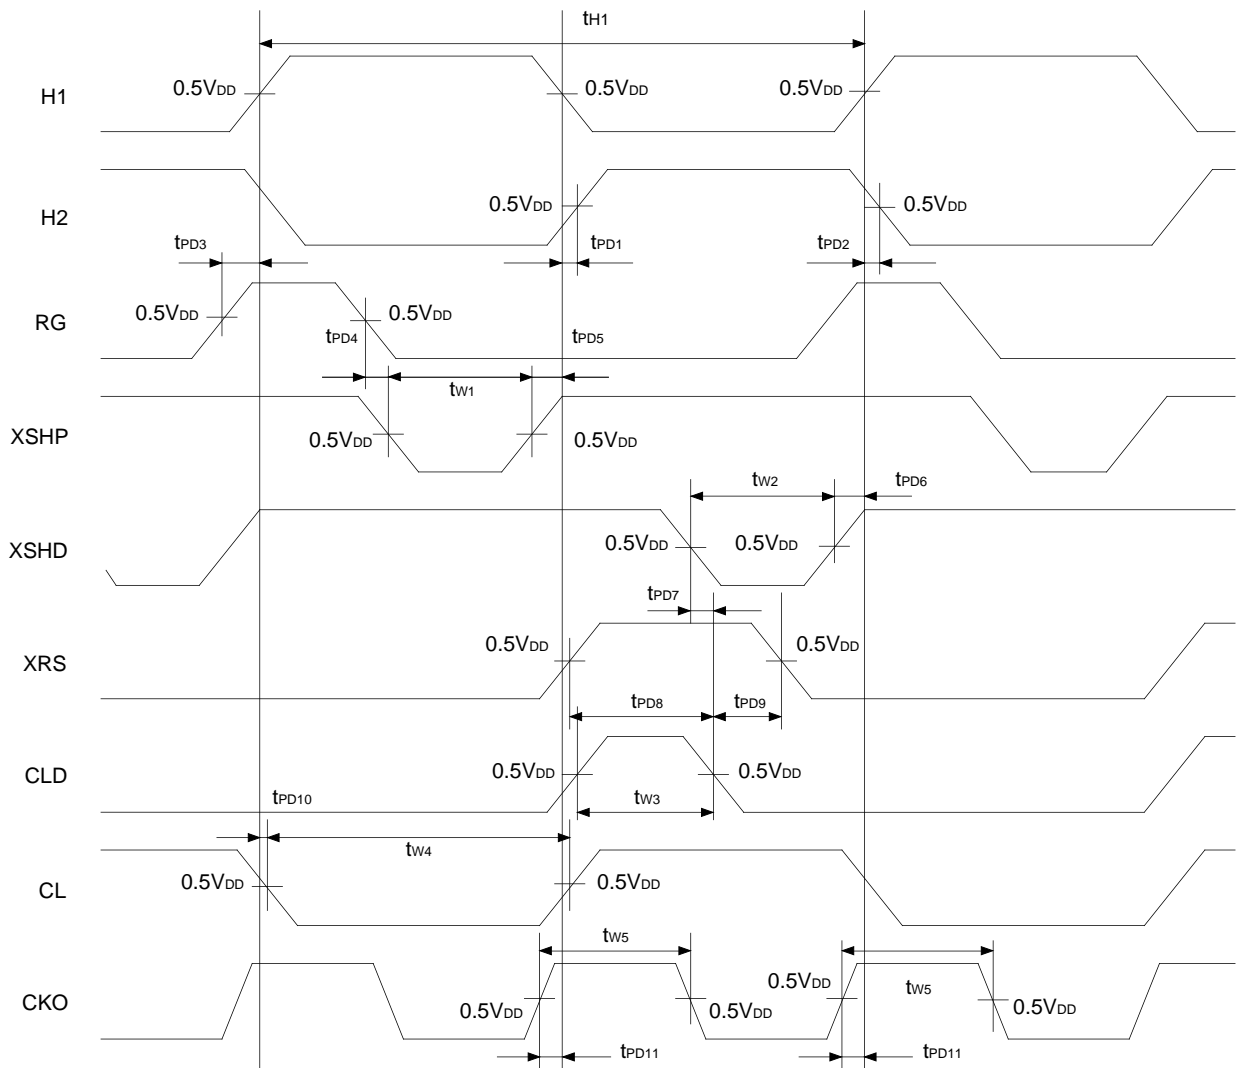 tH1
H1 0.5VDD 0.5VDD 0.5VDD
H2 0.5VDD 0.5VDD
tPD3 tPD1 tPD2
RG 0.5VDD 0.5VDD
tPD4 tPD5
tW1
XSHP 0.5VDD 0.5VDD
tW2 tPD6
XSHD 0.5VDD 0.5VDD
tPD7
XRS 0.5VDD 0.5VDD
tPD8 tPD9
CLD 0.5VDD 0.5VDD
tPD10 tW3
tW4
CL 0.5VDD 0.5VDD
tW5
CKO 0.5VDD 0.5VDD 0.5VDD tW5 0.5VDD
tPD11 tPD11